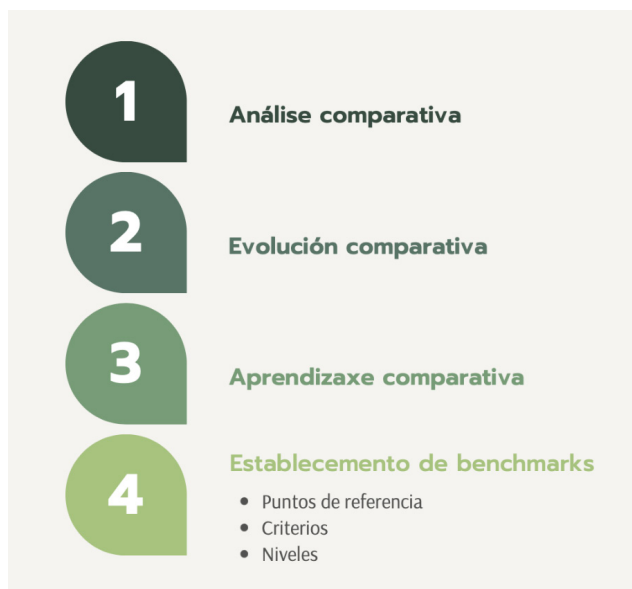 1
Análise comparativa
2
Evolución comparativa
3
Aprendizaxe comparativa
4
Establecemento de benchmarks
• Puntos de referencia
• Criterios
• Niveles